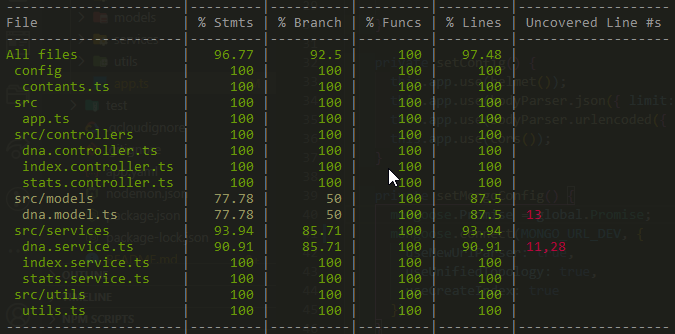 File | % Stmts | % Branch | % Funcs | % Lines | Uncovered Line #s
All files | 96.77 | 92.5 | 100 | 97.48 |
config | 100 | 100 | 100 | 100 |
contants.ts | 100 | 100 | 100 | 100 |
src | 100 | 100 | 100 | 100 |
app.ts | 100 | 100 | 100 | 100 |
src/controllers | 100 | 100 | 100 | 100 |
dna.controller.ts | 100 | 100 | 100 | 100 |
index.controller.ts | 100 | 100 | 100 | 100 |
stats.controller.ts | 100 | 100 | 100 | 100 |
src/models | 77.78 | 50 | 100 | 87.5 |
dna.model.ts | 77.78 | 50 | 100 | 87.5 | 13
src/services | 93.94 | 85.71 | 100 | 93.94 |
dna.service.ts | 90.91 | 85.71 | 100 | 90.91 | 11,28
index.service.ts | 100 | 100 | 100 | 100 |
stats.service.ts | 100 | 100 | 100 | 100 |
src/utils | 100 | 100 | 100 | 100 |
utils.ts | 100 | 100 | 100 | 100 |